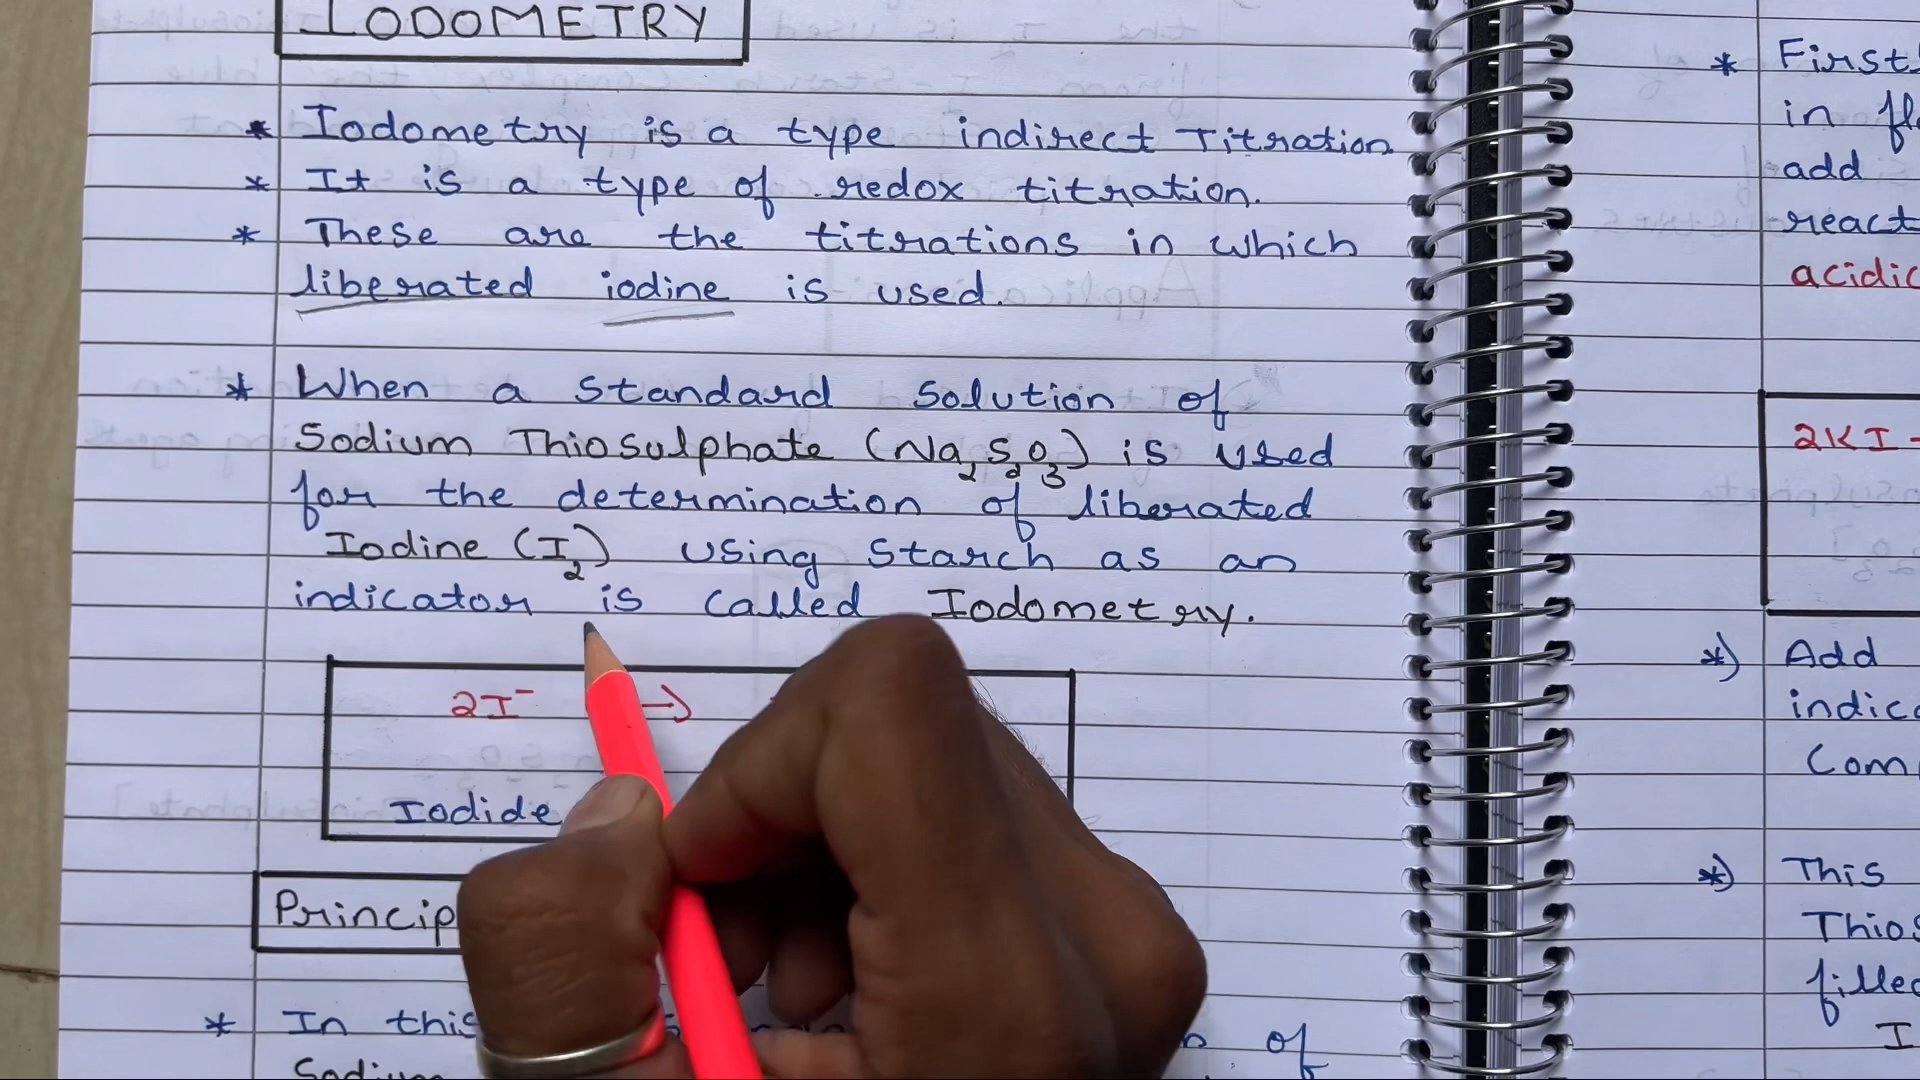 IODOMETRY
* Iodometry is a type indirect Titration
* It is a type of redox titration.
* These are the titrations in which
liberated iodine is used.
* When a Standard Solution of
Sodium Thiosulphate (Na₂S₂O₃) is used
for the determination of liberated
Iodine (I₂) using Starch as an
indicator is called Iodometry.
2I⁻ →
Iodide
Princip
* In this of
Sodium
* First
in
add
react
acidic
2KI
*) Add
indic
Com
*) This
Thios
filled
I